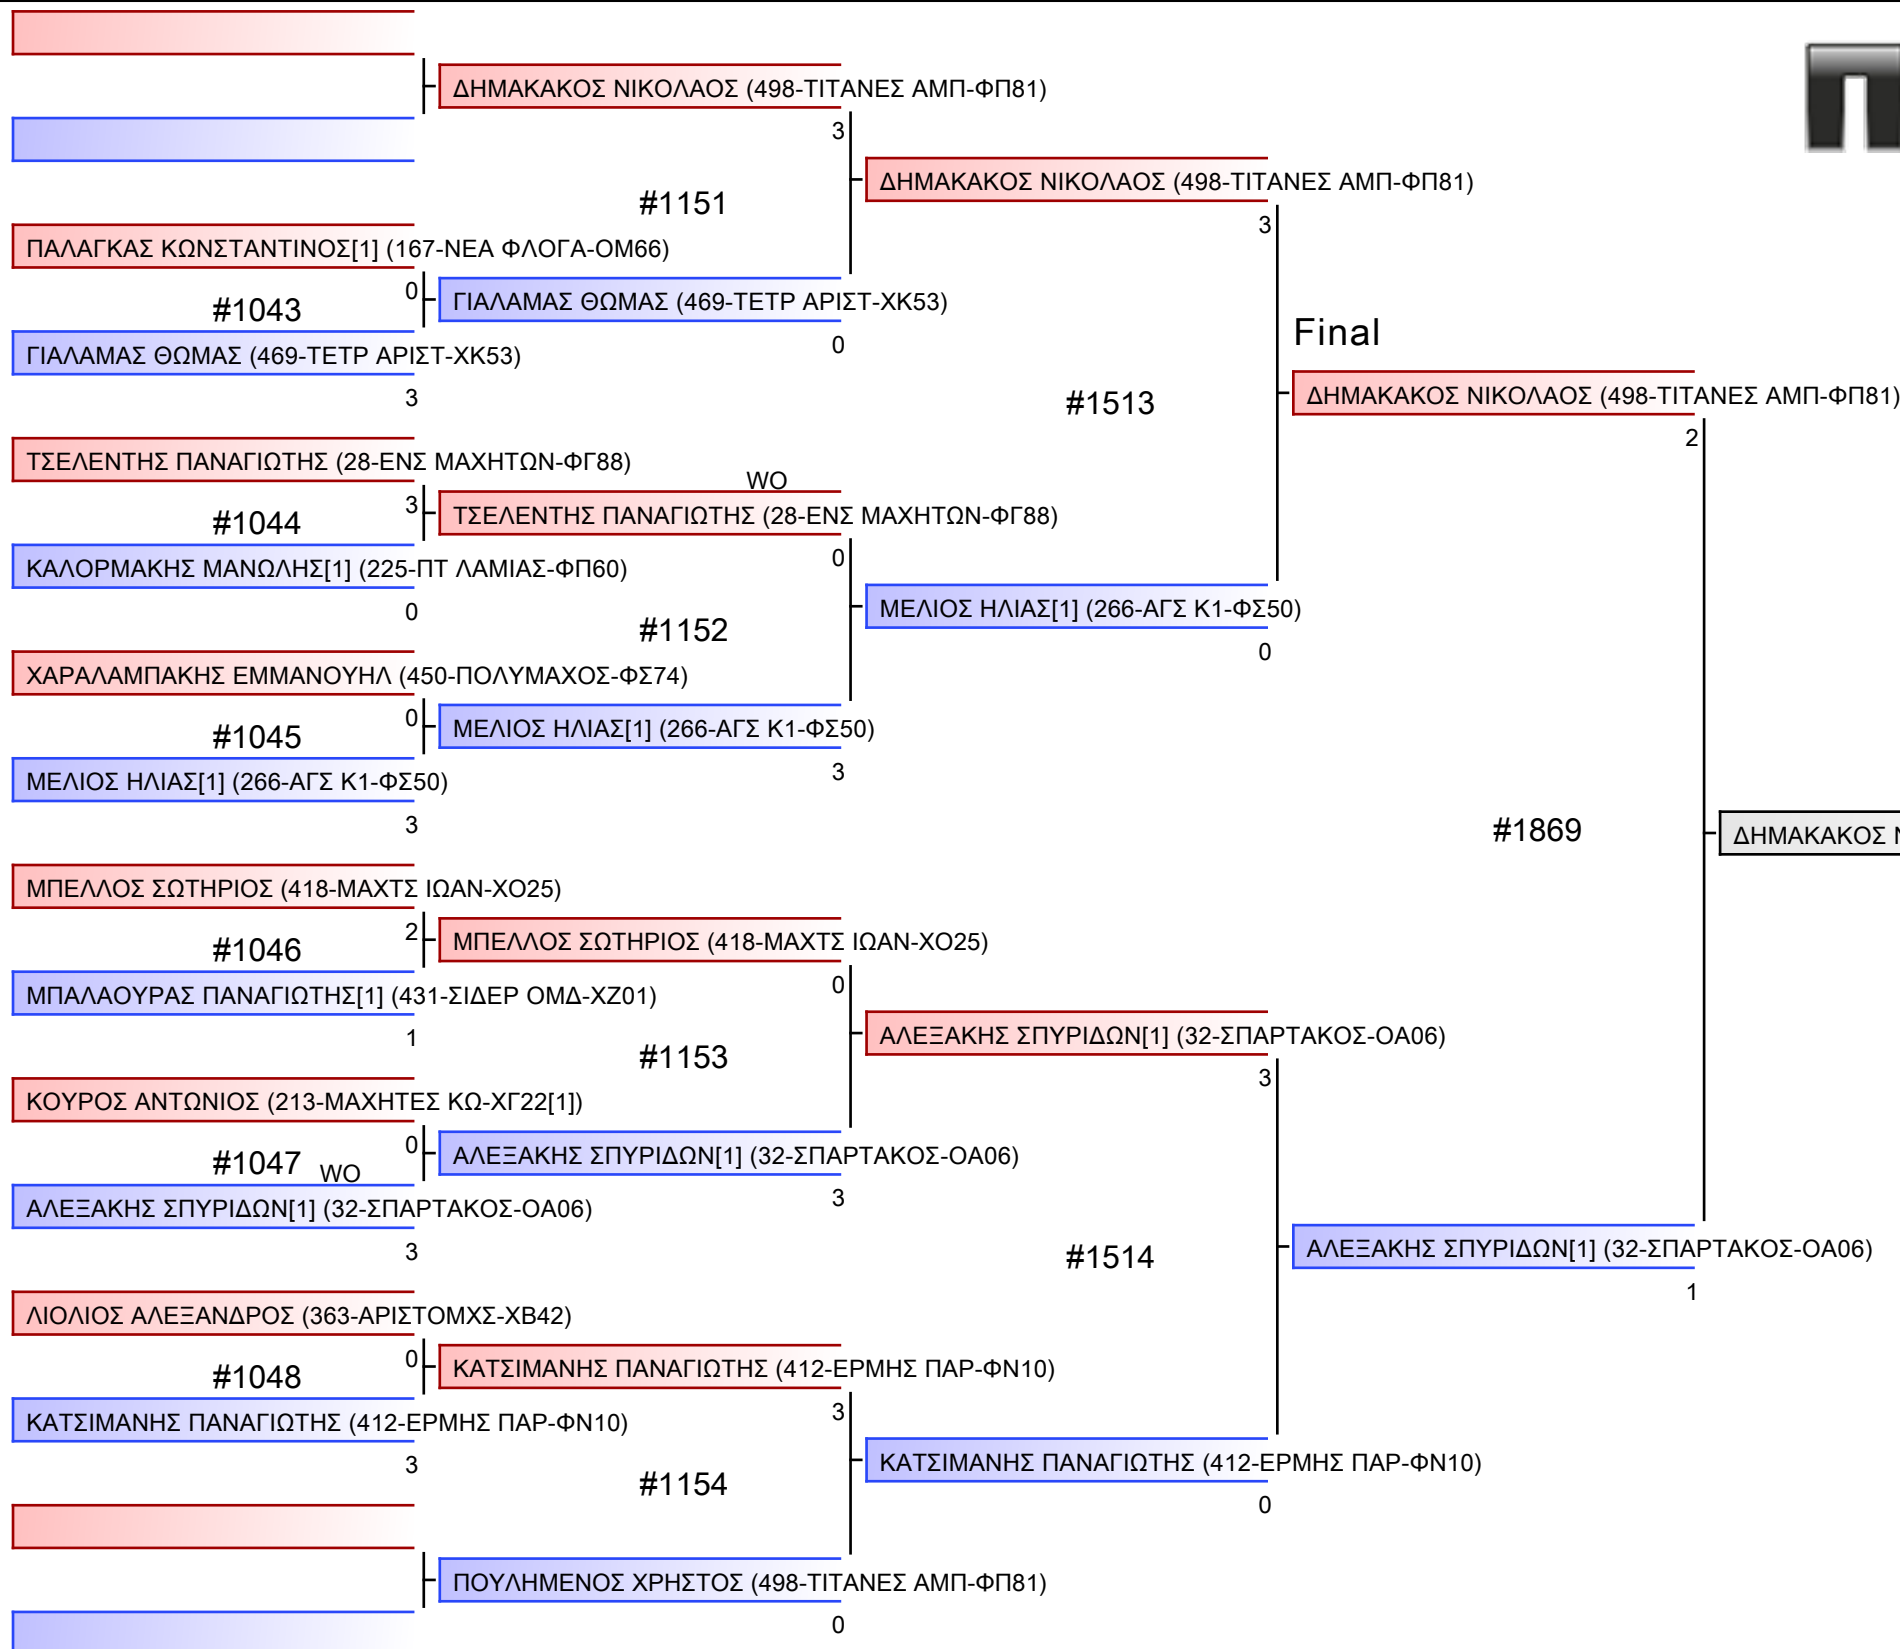 ΔΗΜΑΚΑΚΟΣ ΝΙΚΟΛΑΟΣ (498-ΤΙΤΑΝΕΣ ΑΜΠ-ΦΠ81)
3
ΔΗΜΑΚΑΚΟΣ ΝΙΚΟΛΑΟΣ (498-ΤΙΤΑΝΕΣ ΑΜΠ-ΦΠ81)
#1151
3
ΠΑΛΑΓΚΑΣ ΚΩΝΣΤΑΝΤΙΝΟΣ[1] (167-ΝΕΑ ΦΛΟΓΑ-ΟΜ66)
0
#1043
ΓΙΑΛΑΜΑΣ ΘΩΜΑΣ (469-ΤΕΤΡ ΑΡΙΣΤ-ΧΚ53)
Final
0
ΓΙΑΛΑΜΑΣ ΘΩΜΑΣ (469-ΤΕΤΡ ΑΡΙΣΤ-ΧΚ53)
3
#1513
ΔΗΜΑΚΑΚΟΣ ΝΙΚΟΛΑΟΣ (498-ΤΙΤΑΝΕΣ ΑΜΠ-ΦΠ81)
2
ΤΣΕΛΕΝΤΗΣ ΠΑΝΑΓΙΩΤΗΣ (28-ΕΝΣ ΜΑΧΗΤΩΝ-ΦΓ88)
WO
3
#1044
ΤΣΕΛΕΝΤΗΣ ΠΑΝΑΓΙΩΤΗΣ (28-ΕΝΣ ΜΑΧΗΤΩΝ-ΦΓ88)
0
ΚΑΛΟΡΜΑΚΗΣ ΜΑΝΩΛΗΣ[1] (225-ΠΤ ΛΑΜΙΑΣ-ΦΠ60)
0
ΜΕΛΙΟΣ ΗΛΙΑΣ[1] (266-ΑΓΣ Κ1-ΦΣ50)
#1152
0
ΧΑΡΑΛΑΜΠΑΚΗΣ ΕΜΜΑΝΟΥΗΛ (450-ΠΟΛΥΜΑΧΟΣ-ΦΣ74)
0
#1045
ΜΕΛΙΟΣ ΗΛΙΑΣ[1] (266-ΑΓΣ Κ1-ΦΣ50)
3
ΜΕΛΙΟΣ ΗΛΙΑΣ[1] (266-ΑΓΣ Κ1-ΦΣ50)
3
#1869
ΔΗΜΑΚΑΚΟΣ
ΜΠΕΛΛΟΣ ΣΩΤΗΡΙΟΣ (418-ΜΑΧΤΣ ΙΩΑΝ-ΧΟ25)
2
#1046
ΜΠΕΛΛΟΣ ΣΩΤΗΡΙΟΣ (418-ΜΑΧΤΣ ΙΩΑΝ-ΧΟ25)
0
ΜΠΑΛΑΟΥΡΑΣ ΠΑΝΑΓΙΩΤΗΣ[1] (431-ΣΙΔΕΡ ΟΜΔ-ΧΖ01)
1
ΑΛΕΞΑΚΗΣ ΣΠΥΡΙΔΩΝ[1] (32-ΣΠΑΡΤΑΚΟΣ-ΟΑ06)
#1153
3
ΚΟΥΡΟΣ ΑΝΤΩΝΙΟΣ (213-ΜΑΧΗΤΕΣ ΚΩ-ΧΓ22[1])
0
#1047
WO
ΑΛΕΞΑΚΗΣ ΣΠΥΡΙΔΩΝ[1] (32-ΣΠΑΡΤΑΚΟΣ-ΟΑ06)
3
ΑΛΕΞΑΚΗΣ ΣΠΥΡΙΔΩΝ[1] (32-ΣΠΑΡΤΑΚΟΣ-ΟΑ06)
3
#1514
ΑΛΕΞΑΚΗΣ ΣΠΥΡΙΔΩΝ[1] (32-ΣΠΑΡΤΑΚΟΣ-ΟΑ06)
1
ΛΙΟΛΙΟΣ ΑΛΕΞΑΝΔΡΟΣ (363-ΑΡΙΣΤΟΜΧΣ-ΧΒ42)
0
#1048
ΚΑΤΣΙΜΑΝΗΣ ΠΑΝΑΓΙΩΤΗΣ (412-ΕΡΜΗΣ ΠΑΡ-ΦΝ10)
3
ΚΑΤΣΙΜΑΝΗΣ ΠΑΝΑΓΙΩΤΗΣ (412-ΕΡΜΗΣ ΠΑΡ-ΦΝ10)
3
ΚΑΤΣΙΜΑΝΗΣ ΠΑΝΑΓΙΩΤΗΣ (412-ΕΡΜΗΣ ΠΑΡ-ΦΝ10)
#1154
0
ΠΟΥΛΗΜΕΝΟΣ ΧΡΗΣΤΟΣ (498-ΤΙΤΑΝΕΣ ΑΜΠ-ΦΠ81)
0